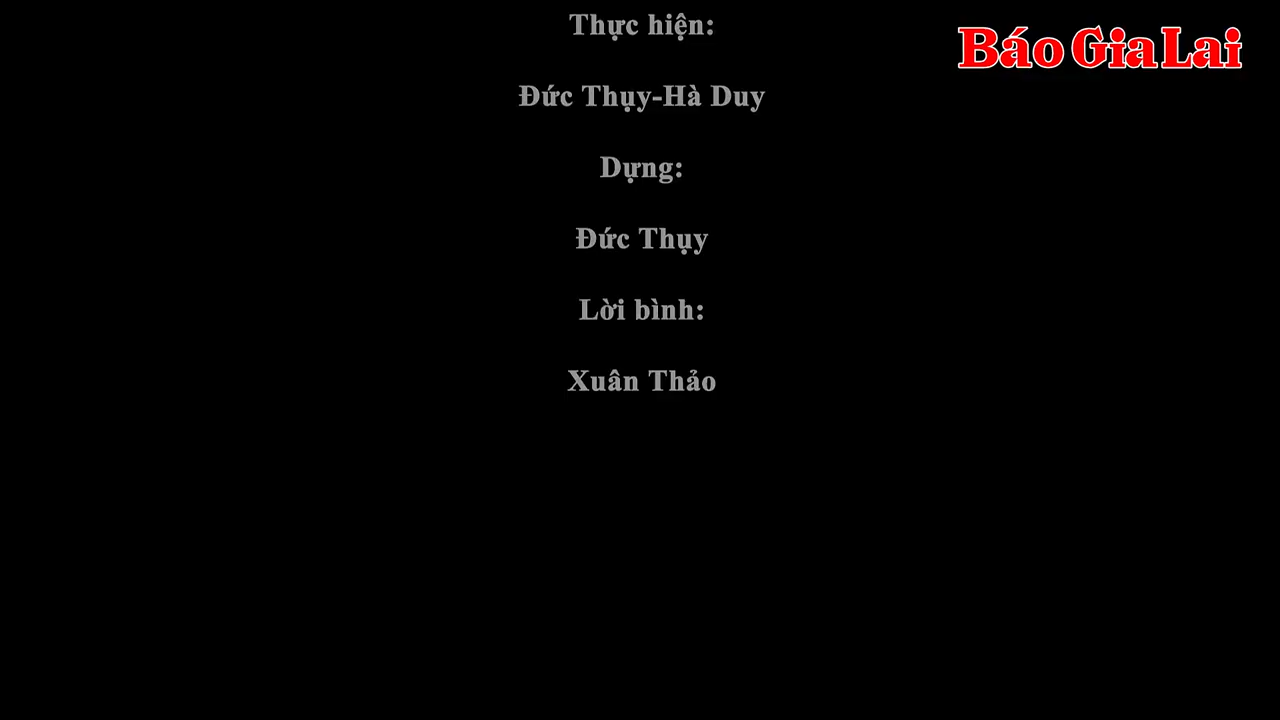 Thực hiện:
Báo Gia Lai
Đức Thụy-Hà Duy
Dựng:
Đức Thụy
Lời bình:
Xuân Thảo